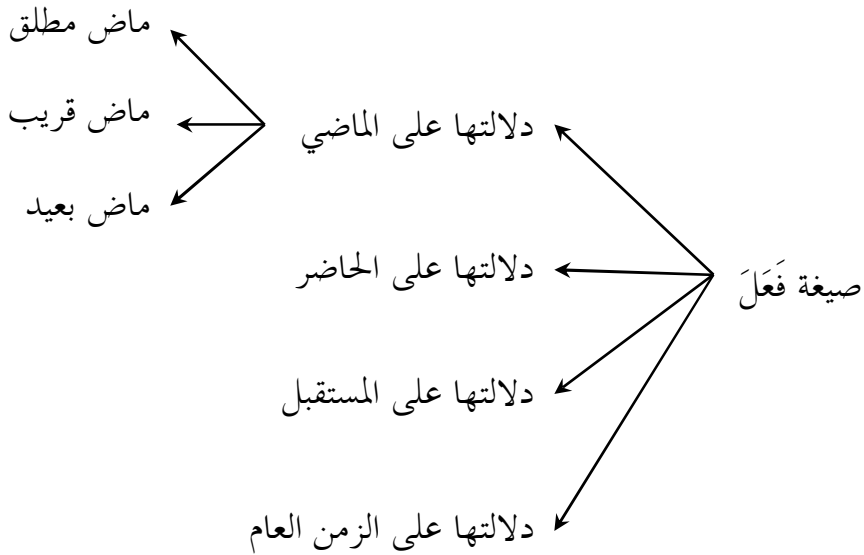 صيغة فَعَلَ
دلالتها على الماضي
ماض مطلق
ماض قريب
ماض بعيد
دلالتها على الحاضر
دلالتها على المستقبل
دلالتها على الزمن العام